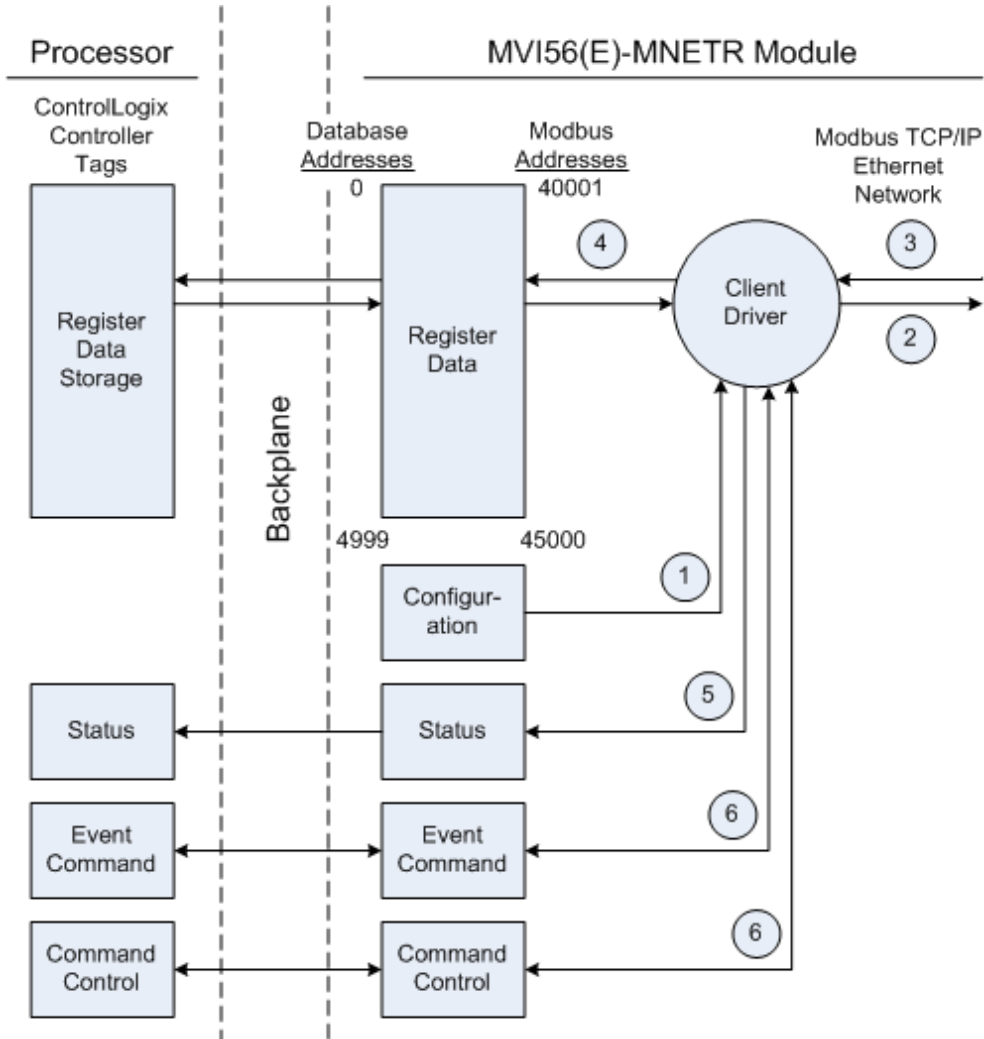 Processor
MVI56(E)-MNETR Module
ControlLogix
Controller
Tags
Database
Addresses
0
Modbus
Addresses
40001
Modbus TCP/IP
Ethernet
Network
4
3
Register
Data
Storage
Register
Data
Client
Driver
2
Backplane
4999
45000
1
Configur-
ation
5
Status
Status
6
Event
Command
Event
Command
6
Command
Control
Command
Control